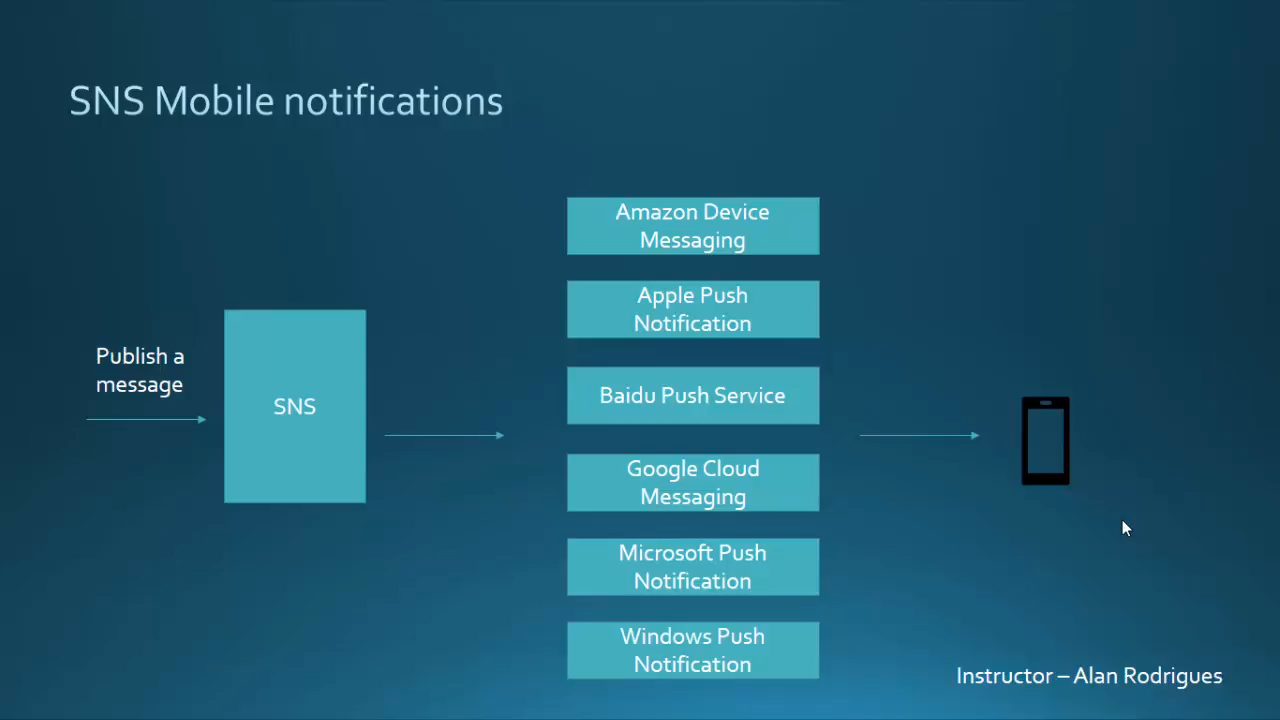 SNS Mobile notifications
Publish a
message
SNS
Amazon Device
Messaging
Apple Push
Notification
Baidu Push Service
Google Cloud
Messaging
Microsoft Push
Notification
Windows Push
Notification
Instructor – Alan Rodrigues